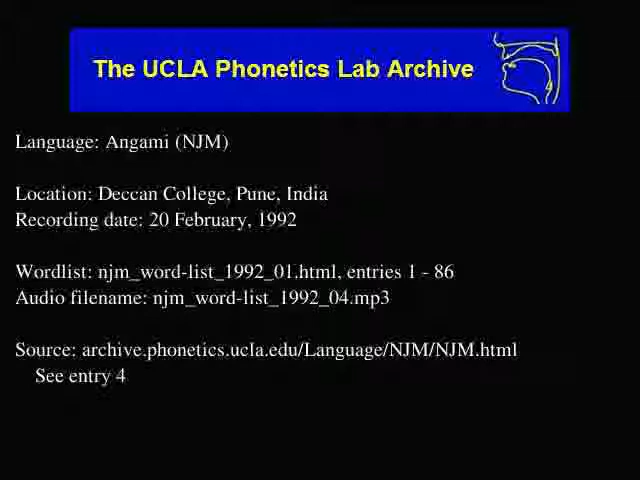 The UCLA Phonetics Lab Archive
Language: Angami (NJM)
Location: Deccan College, Pune, India
Recording date: 20 February, 1992
Wordlist: njm_word-list_1992_01.html, entries 1 - 86
Audio filename: njm_word-list_1992_04.mp3
Source: archive.phonetics.ucla.edu/Language/NJM/NJM.html
See entry 4